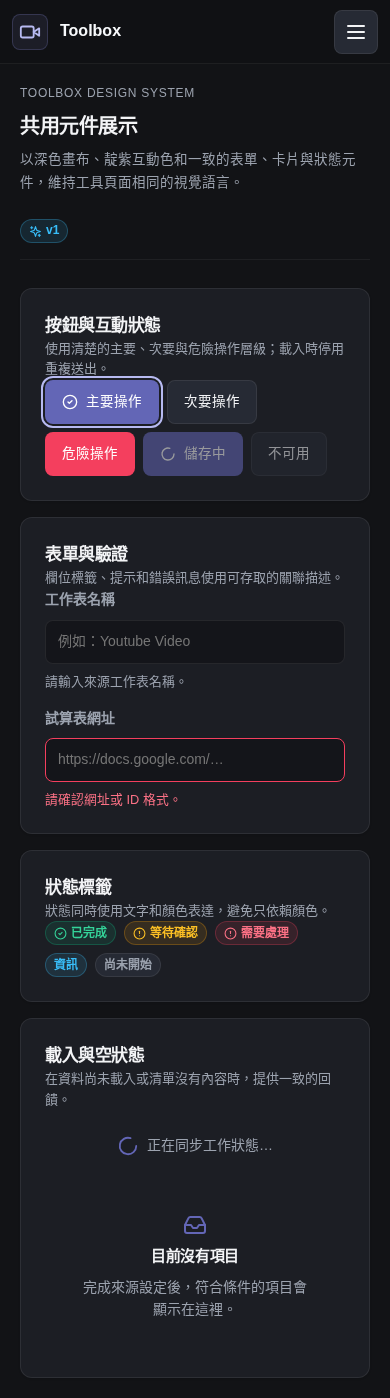 Toolbox
TOOLBOX DESIGN SYSTEM
共用元件展示
以深色畫布、靛紫互動色和一致的表單、卡片與狀態元
件，維持工具頁面相同的視覺語言。
v1
按鈕與互動狀態
使用清楚的主要、次要與危險操作層級；載入時停用
重複送出。
主要操作 次要操作
危險操作 儲存中 不可用
表單與驗證
欄位標籤、提示和錯誤訊息使用可存取的關聯描述。
工作表名稱
例如：Youtube Video
請輸入來源工作表名稱。
試算表網址
https://docs.google.com/…
請確認網址或 ID 格式。
狀態標籤
狀態同時使用文字和顏色表達，避免只依賴顏色。
已完成 等待確認 需要處理
資訊 尚未開始
載入與空狀態
在資料尚未載入或清單沒有內容時，提供一致的回
饋。
正在同步工作狀態…
目前沒有項目
完成來源設定後，符合條件的項目會
顯示在這裡。